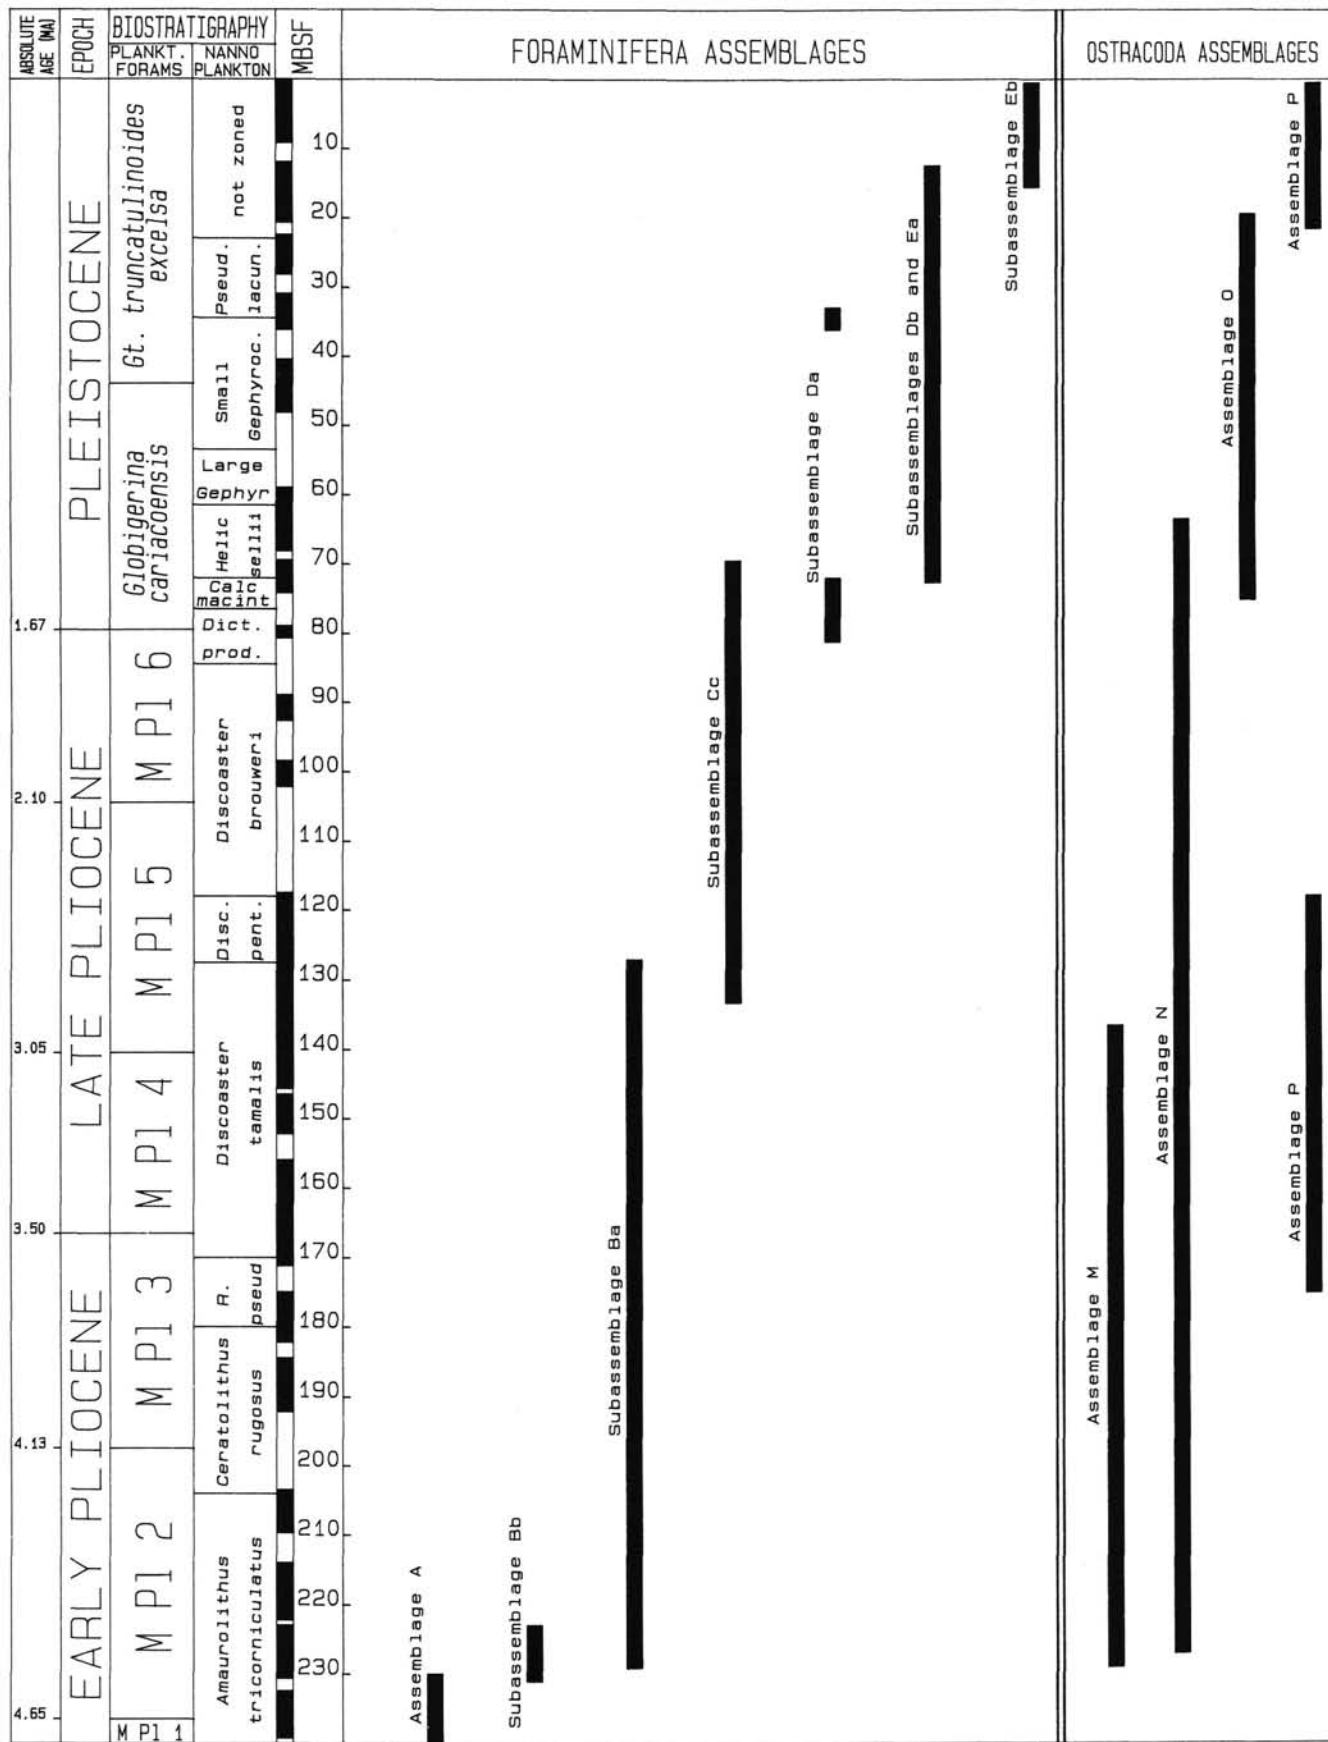 ABSOLUTE
AGE (MA)
EPOCH
BIOSTRATIGRAPHY
PLANKT.
FORAMS
NANNO
PLANKTON
MBSF
FORAMINIFERA ASSEMBLAGES
OSTRACODA ASSEMBLAGES
1.67
2.10
3.05
3.50
4.13
4.65
PLEISTOCENE
LATE PLIOCENE
EARLY PLIOCENE
Gt. truncatulinoides
excelsa
Globigerina
cariacoensis
M Pl 6
M Pl 5
M Pl 4
M Pl 3
M Pl 2
M Pl 1
not zoned
Pseud.
lacun.
Small
Gephyroc.
Large
Gephyr
Helic
sellii
Calc
macint
Dict.
prod.
Discoaster
brouweri
Disc.
pent.
Discoaster
tamalis
R.
pseud
Ceratolithus
rugosus
Amaurolithus
tricorniculatus
10
20
30
40
50
60
70
80
90
100
110
120
130
140
150
160
170
180
190
200
210
220
230
Assemblage A
Subassemblage Bb
Subassemblage Ba
Subassemblage Cc
Subassemblage Da
Subassemblages Db and Ea
Subassemblage Eb
Assemblage M
Assemblage N
Assemblage O
Assemblage P
Assemblage P